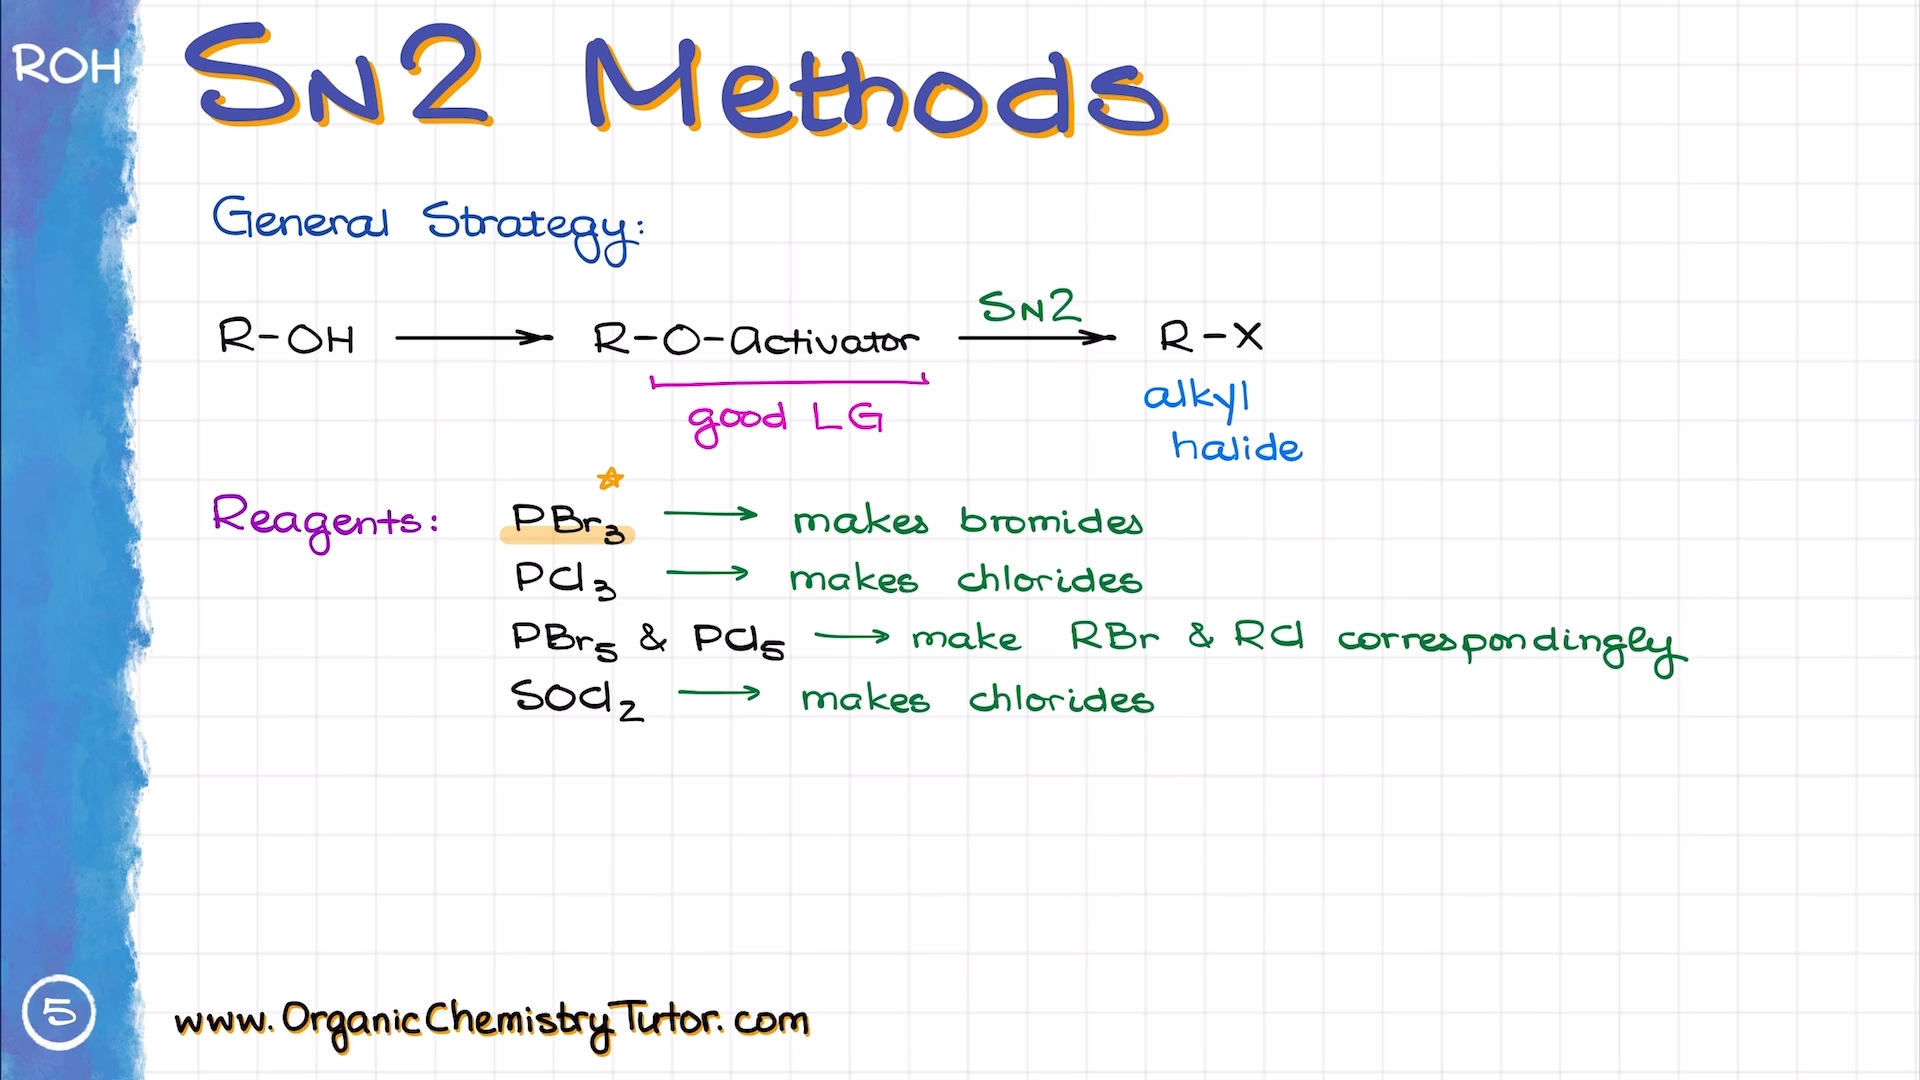 ROH
SN2 Methods
General Strategy:
SN2
R-OH → R-O-Activator → R-X
good LG
alkyl
halide
Reagents: PBr₃ → makes bromides
PCl₃ → makes chlorides
PBr₅ & PCl₅ → make RBr & RCl correspondingly
SOCl₂ → makes chlorides
5
www.OrganicChemistryTutor.com